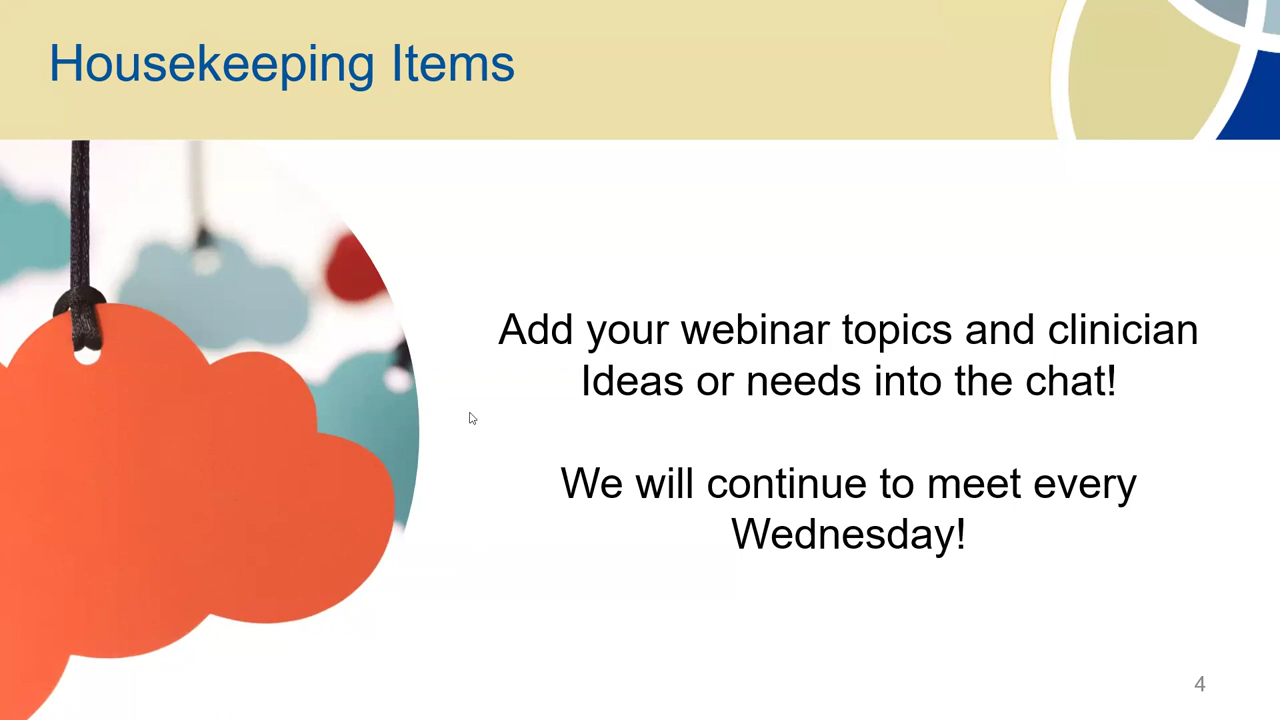 Housekeeping Items
Add your webinar topics and clinician
Ideas or needs into the chat!
We will continue to meet every
Wednesday!
4